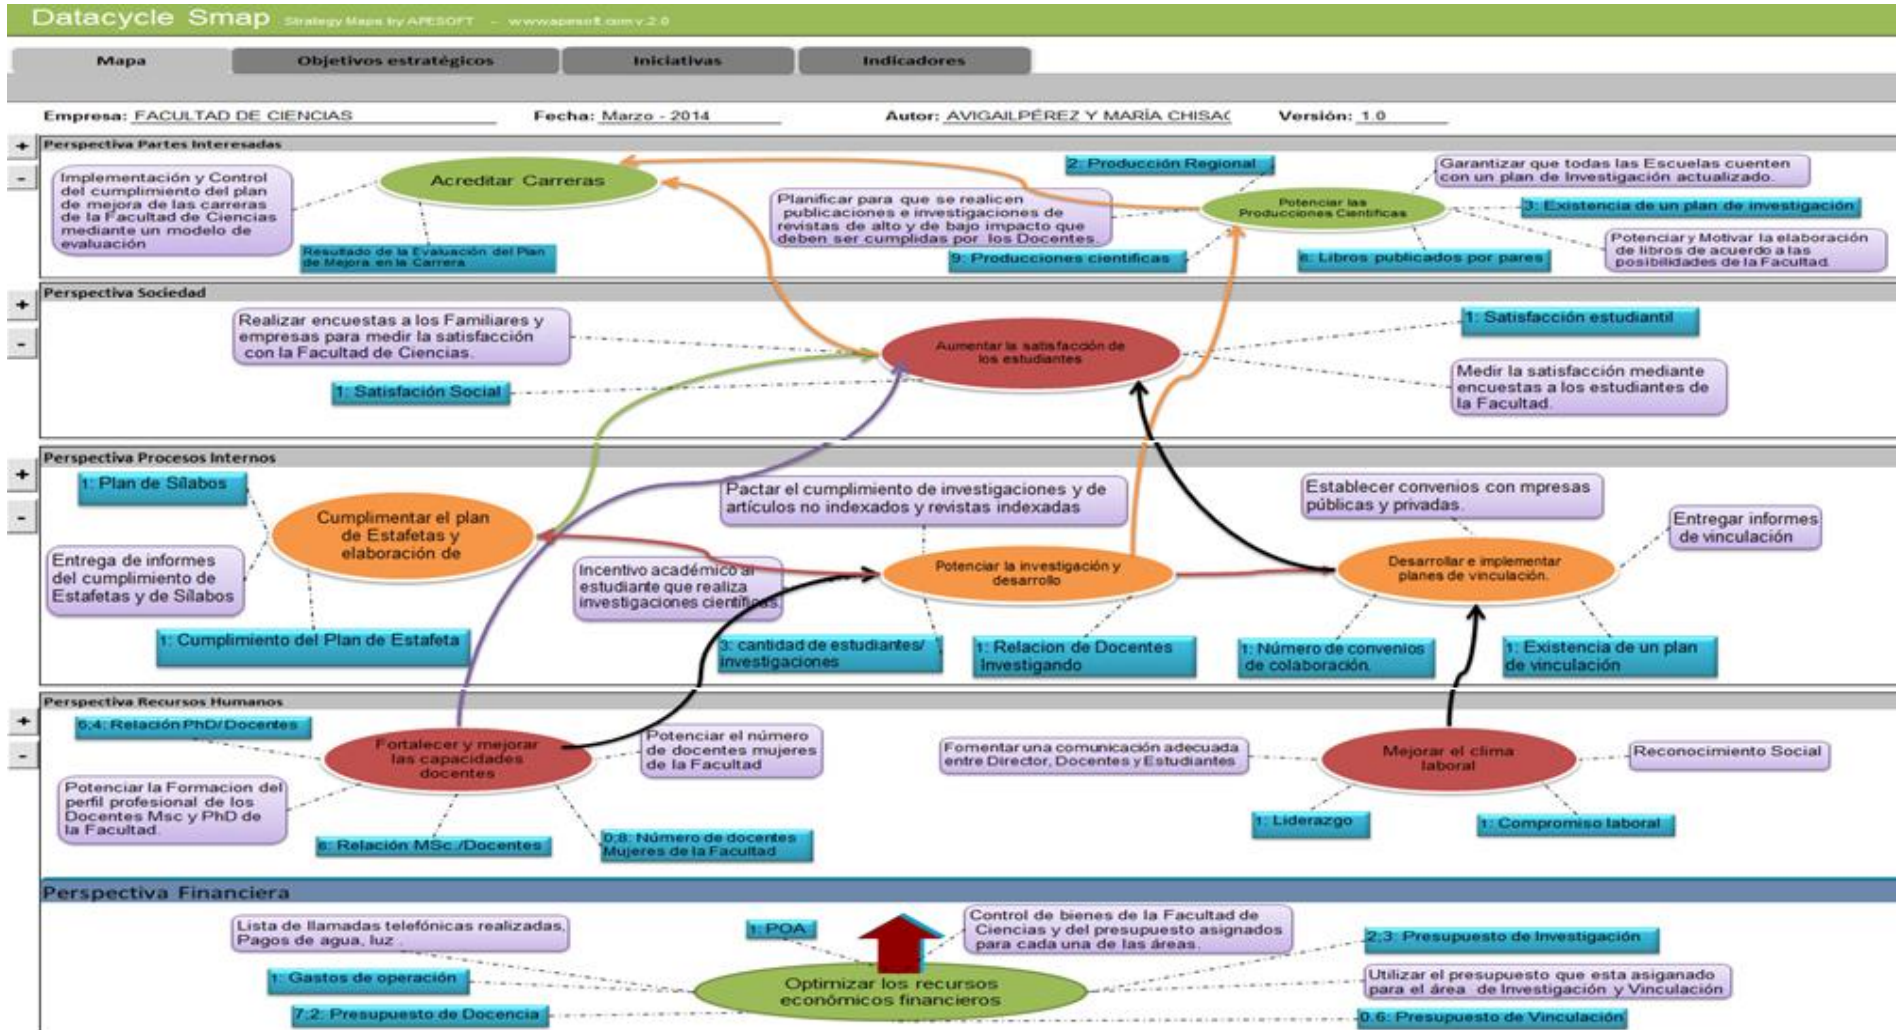 Datacycle Smap Strategy Maps by APESOFT - www.apesoft.com v.2.0
Mapa
Objetivos estratégicos
Iniciativas
Indicadores
Empresa: FACULTAD DE CIENCIAS
Fecha: Marzo - 2014
Autor: AVIGAILPÉREZ Y MARÍA CHISAC
Versión: 1.0
+
-
Perspectiva Partes Interesadas
Implementación y Control
del cumplimiento del plan
de mejora de las carreras
de la Facultad de Ciencias
mediante un modelo de
evaluación
Acreditar Carreras
Resultado de la Evaluación del Plan
de Mejora en la Carrera
2: Producción Regional
Planificar para que se realicen
publicaciones e investigaciones de
revistas de alto y de bajo impacto que
deben ser cumplidas por los Docentes.
9: Producciones cientificas
Potenciar las
Producciones Científicas
Garantizar que todas las Escuelas cuenten
con un plan de Investigación actualizado.
3: Existencia de un plan de investigación
6: Libros publicados por pares
Potenciar y Motivar la elaboración
de libros de acuerdo a las
posibilidades de la Facultad.
+
-
Perspectiva Sociedad
Realizar encuestas a los Familiares y
empresas para medir la satisfacción
con la Facultad de Ciencias.
1: Satisfación Social
Aumentar la satisfacción de
los estudiantes
1: Satisfacción estudiantil
Medir la satisfacción mediante
encuestas a los estudiantes de
la Facultad.
+
-
Perspectiva Procesos Internos
1: Plan de Sílabos
Cumplimentar el plan
de Estafetas y
elaboración de
Entrega de informes
del cumplimiento de
Estafetas y de Sílabos
1: Cumplimiento del Plan de Estafeta
Pactar el cumplimiento de investigaciones y de
artículos no indexados y revistas indexadas
Incentivo académico al
estudiante que realiza
investigaciones científicas.
Potenciar la investigación y
desarrollo
3: cantidad de estudiantes/
investigaciones
1: Relacion de Docentes
Investigando
Establecer convenios con mpresas
públicas y privadas.
Entregar informes
de vinculación
Desarrollar e implementar
planes de vinculación.
1: Número de convenios
de colaboración.
1: Existencia de un plan
de vinculación
+
-
Perspectiva Recursos Humanos
6;4: Relación PhD/Docentes
Fortalecer y mejorar
las capacidades
docentes
Potenciar el número
de docentes mujeres
de la Facultad
Potenciar la Formacion del
perfil profesional de los
Docentes Msc y PhD de
la Facultad.
6: Relación MSc./Docentes
0;8: Número de docentes
Mujeres de la Facultad
Fomentar una comunicación adecuada
entre Director, Docentes y Estudiantes
Mejorar el clima
laboral
Reconocimiento Social
1: Liderazgo
1: Compromiso laboral
Perspectiva Financiera
Lista de llamadas telefónicas realizadas,
Pagos de agua, luz .
1: POA
Control de bienes de la Facultad de
Ciencias y del presupuesto asignados
para cada una de las áreas.
2;3: Presupuesto de Investigación
1: Gastos de operación
Optimizar los recursos
económicos financieros
Utilizar el presupuesto que esta asiganado
para el área de Investigación y Vinculación
7;2: Presupuesto de Docencia
0.6: Presupuesto de Vinculación